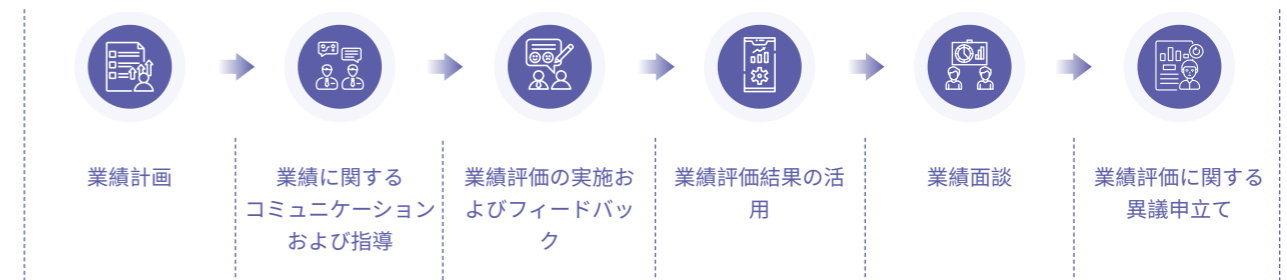 業績計画
業績に関する
コミュニケーション
および指導
業績評価の実施お
よびフィードバッ
ク
業績評価結果の活
用
業績面談
業績評価に関する
異議申立て